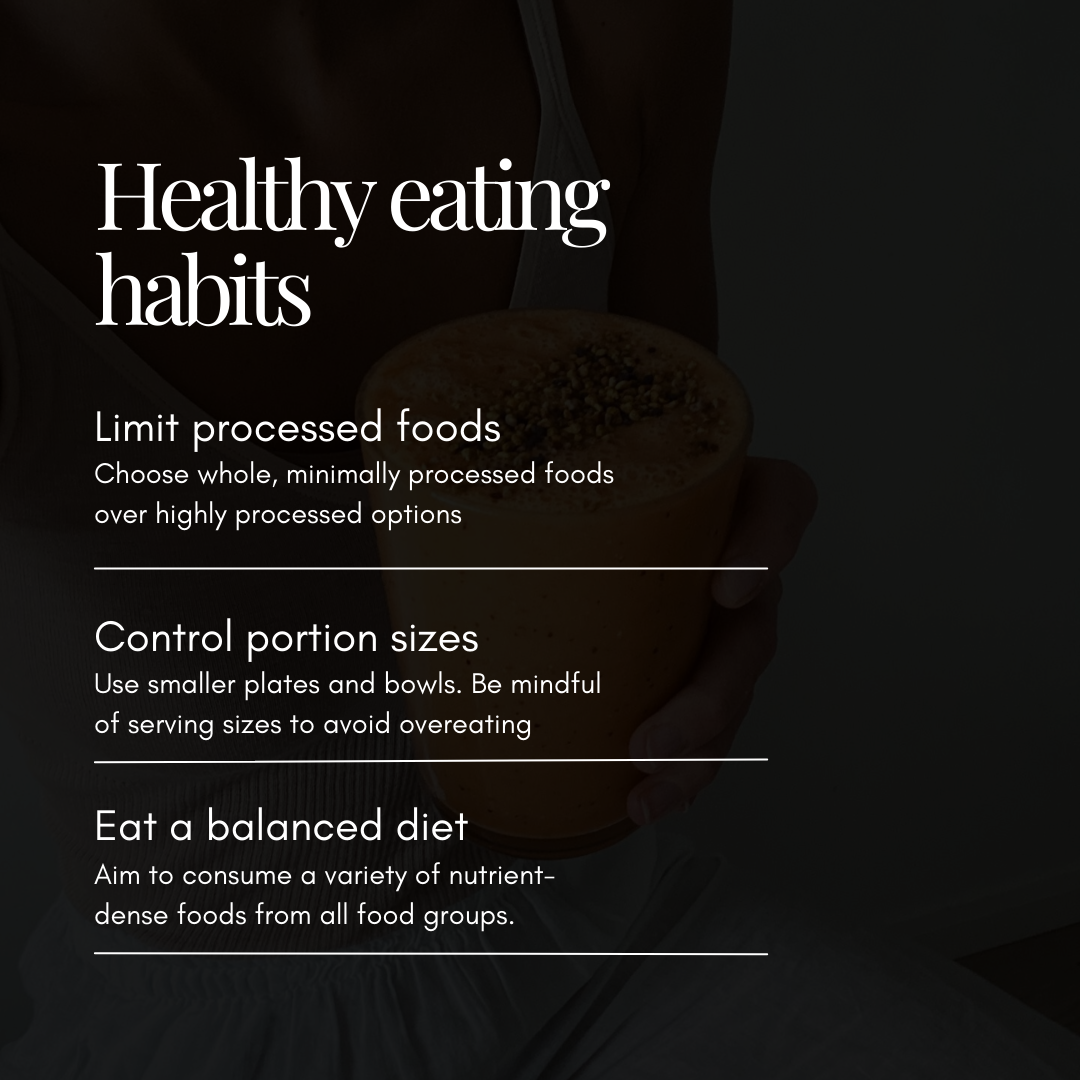 Healthy eating
habits
Limit processed foods
Choose whole, minimally processed foods
over highly processed options
Control portion sizes
Use smaller plates and bowls. Be mindful
of serving sizes to avoid overeating
Eat a balanced diet
Aim to consume a variety of nutrient-
dense foods from all food groups.